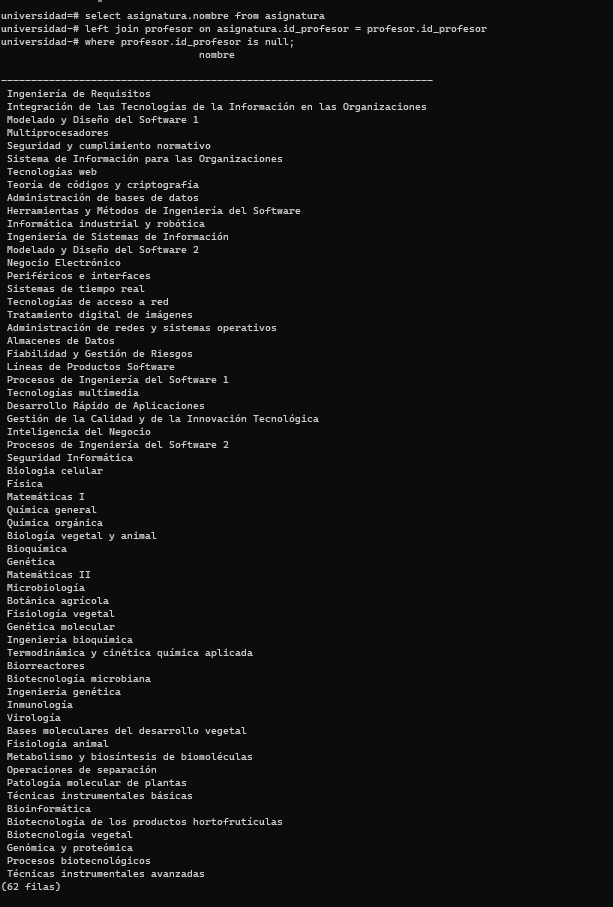 universidad=# select asignatura.nombre from asignatura
universidad-# left join profesor on asignatura.id_profesor = profesor.id_profesor
universidad-# where profesor.id_profesor is null;
nombre
------------------------------------------------------------------------
Ingeniería de Requisitos
Integración de las Tecnologías de la Información en las Organizaciones
Modelado y Diseño del Software 1
Multiprocesadores
Seguridad y cumplimiento normativo
Sistema de Información para las Organizaciones
Tecnologías web
Teoría de códigos y criptografía
Administración de bases de datos
Herramientas y Métodos de Ingeniería del Software
Informática industrial y robótica
Ingeniería de Sistemas de Información
Modelado y Diseño del Software 2
Negocio Electrónico
Periféricos e interfaces
Sistemas de tiempo real
Tecnologías de acceso a red
Tratamiento digital de imágenes
Administración de redes y sistemas operativos
Almacenes de Datos
Fiabilidad y Gestión de Riesgos
Líneas de Productos Software
Procesos de Ingeniería del Software 1
Tecnologías multimedia
Desarrollo Rápido de Aplicaciones
Gestión de la Calidad y de la Innovación Tecnológica
Inteligencia del Negocio
Procesos de Ingeniería del Software 2
Seguridad Informática
Biologia celular
Física
Matemáticas I
Química general
Química orgánica
Biología vegetal y animal
Bioquímica
Genética
Matemáticas II
Microbiología
Botánica agrícola
Fisiología vegetal
Genética molecular
Ingeniería bioquímica
Termodinámica y cinética química aplicada
Biorreactores
Biotecnología microbiana
Ingeniería genética
Inmunología
Virología
Bases moleculares del desarrollo vegetal
Fisiología animal
Metabolismo y biosíntesis de biomoléculas
Operaciones de separación
Patología molecular de plantas
Técnicas instrumentales básicas
Bioinformática
Biotecnología de los productos hortofrutículas
Biotecnología vegetal
Genómica y proteómica
Procesos biotecnológicos
Técnicas instrumentales avanzadas
(62 filas)